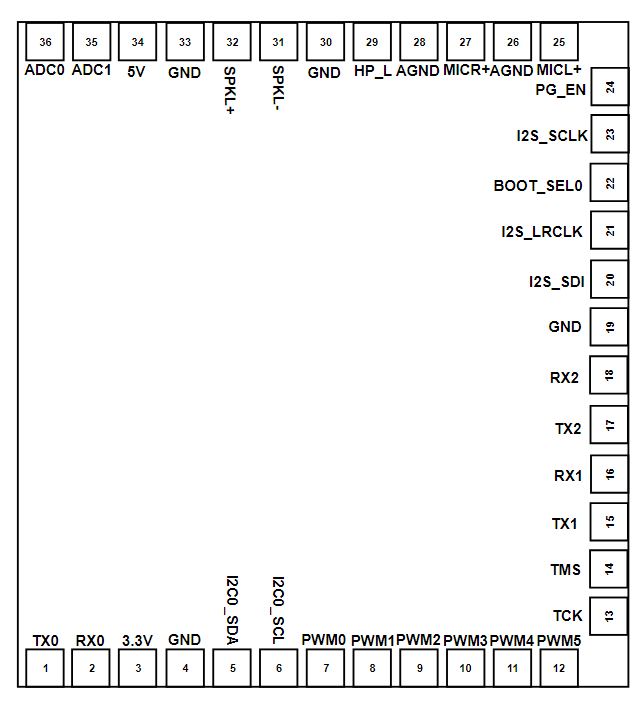 36 35 34 33 32 31 30 29 28 27 26 25
ADC0 ADC1 5V GND SPKL+ SPKL- GND HP_L AGND MICR+ AGND MICL+
PG_EN 24
I2S_SCLK 23
BOOT_SEL0 22
I2S_LRCLK 21
I2S_SDI 20
GND 19
RX2 18
TX2 17
RX1 16
TX1 15
TMS 14
TCK 13
TX0 RX0 3.3V GND I2C0_SDA I2C0_SCL PWM0 PWM1 PWM2 PWM3 PWM4 PWM5
1 2 3 4 5 6 7 8 9 10 11 12